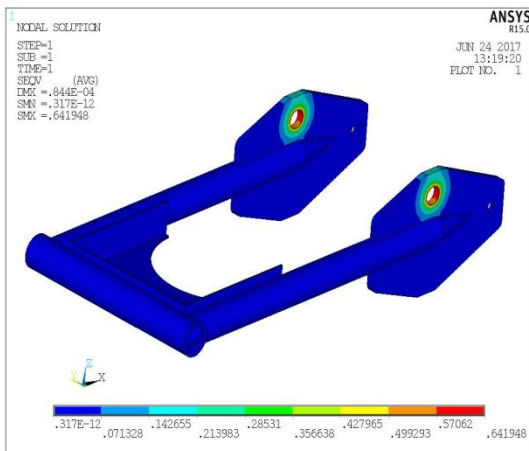 1
NODAL SOLUTION
STEP=1
SUB =1
TIME=1
SEQV (AVG)
DMX =.844E-04
SMN =.317E-12
SMX =.641948
ANSYS
R15.0
JUN 24 2017
13:19:20
PLOT NO. 1
Z
Y X
.317E-12 .142655 .28531 .427965 .57062
.071328 .213983 .356638 .499293 .641948